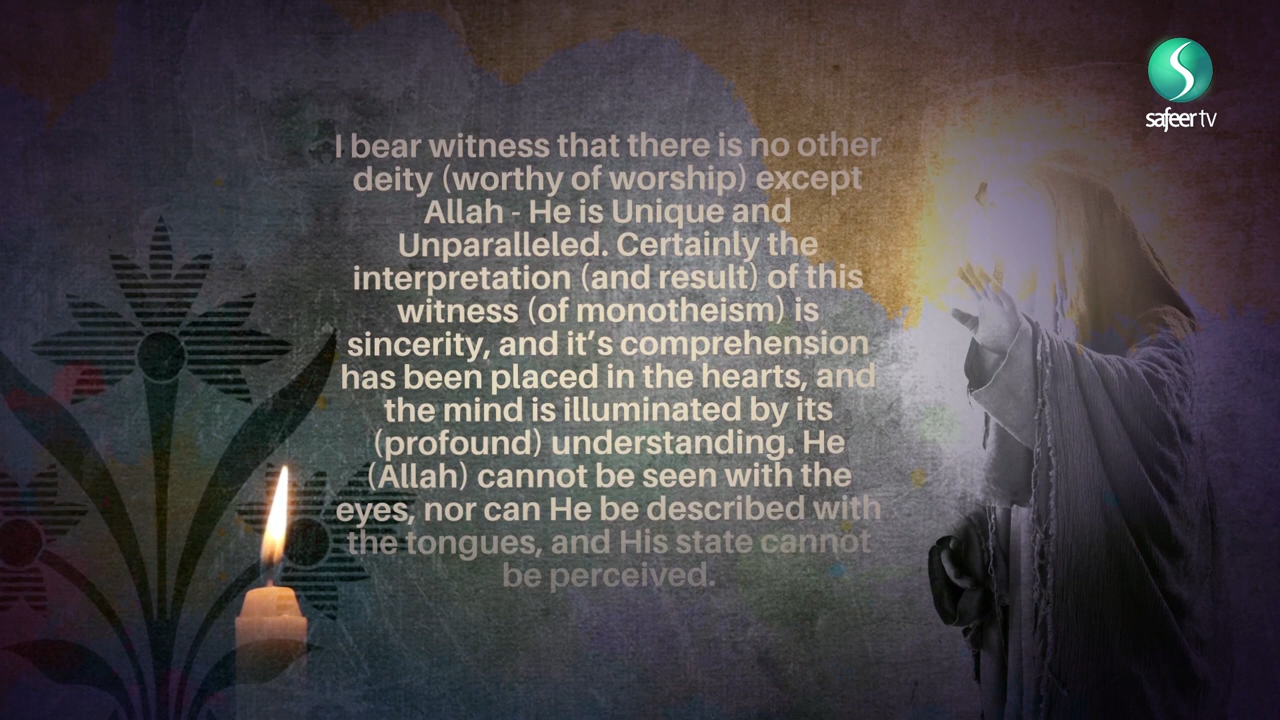 safeer tv
I bear witness that there is no other
deity (worthy of worship) except
Allah - He is Unique and
Unparalleled. Certainly the
interpretation (and result) of this
witness (of monotheism) is
sincerity, and it’s comprehension
has been placed in the hearts, and
the mind is illuminated by its
(profound) understanding. He
(Allah) cannot be seen with the
eyes, nor can He be described with
the tongues, and His state cannot
be perceived.